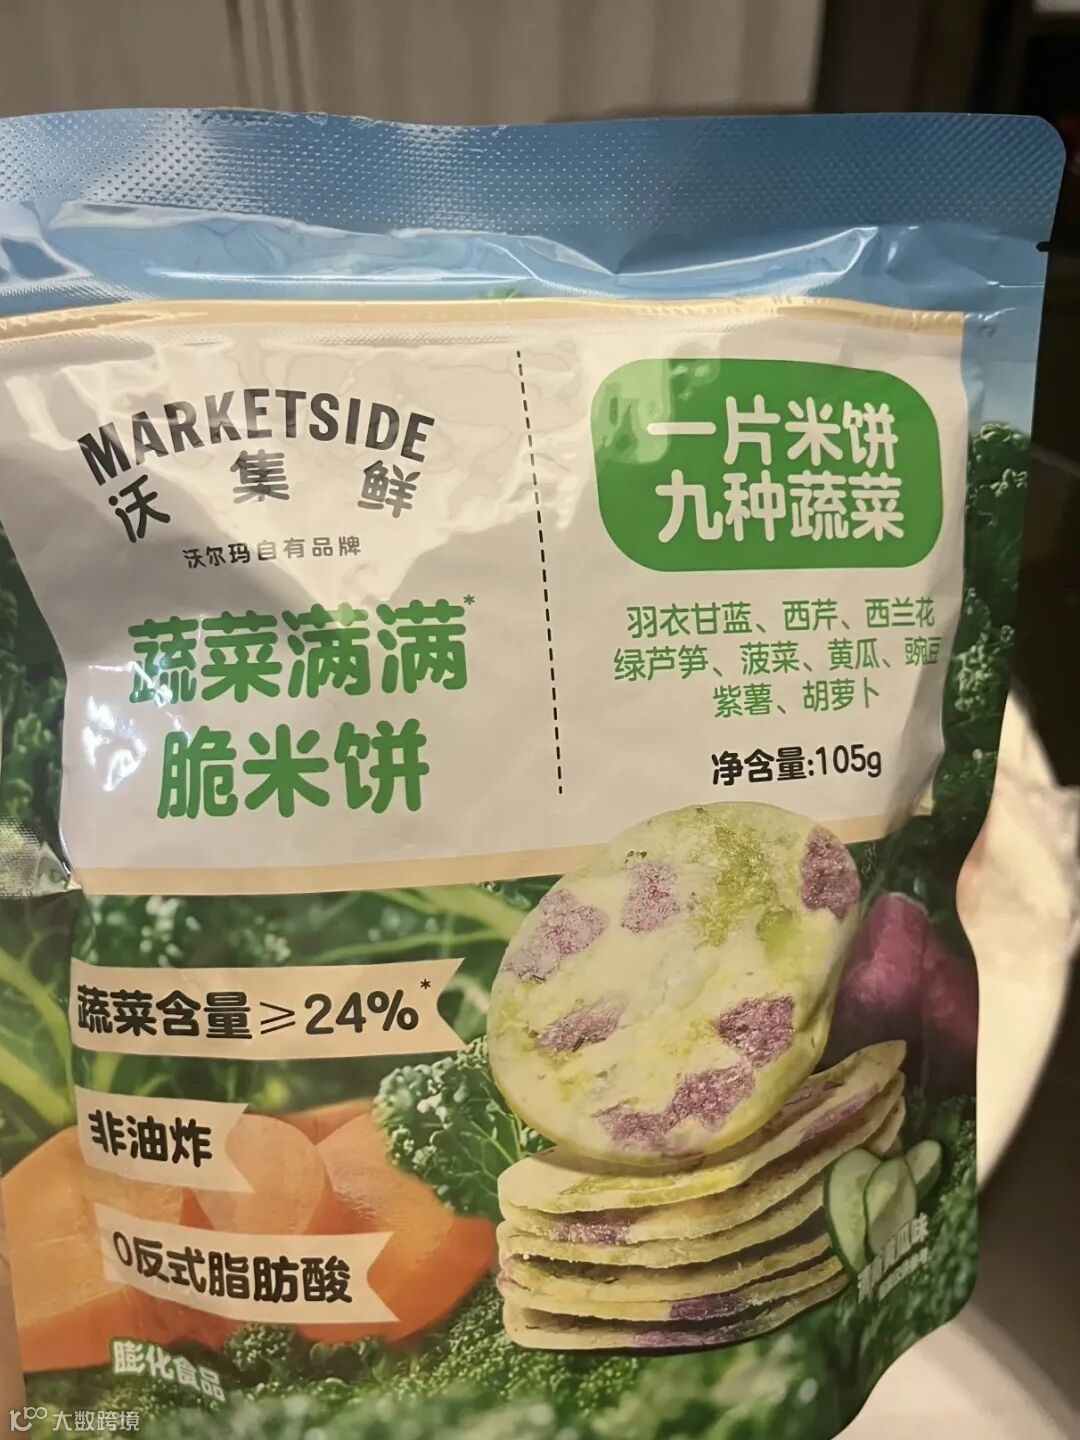 MARKETSIDE
沃集鲜
沃尔玛自有品牌
蔬菜满满*
脆米饼
一片米饼
九种蔬菜
羽衣甘蓝、西芹、西兰花
绿芦笋、菠菜、黄瓜、豌豆
紫薯、胡萝卜
净含量:105g
蔬菜含量≥24%*
非油炸
0反式脂肪酸
黄瓜味
膨化食品
大数跨境